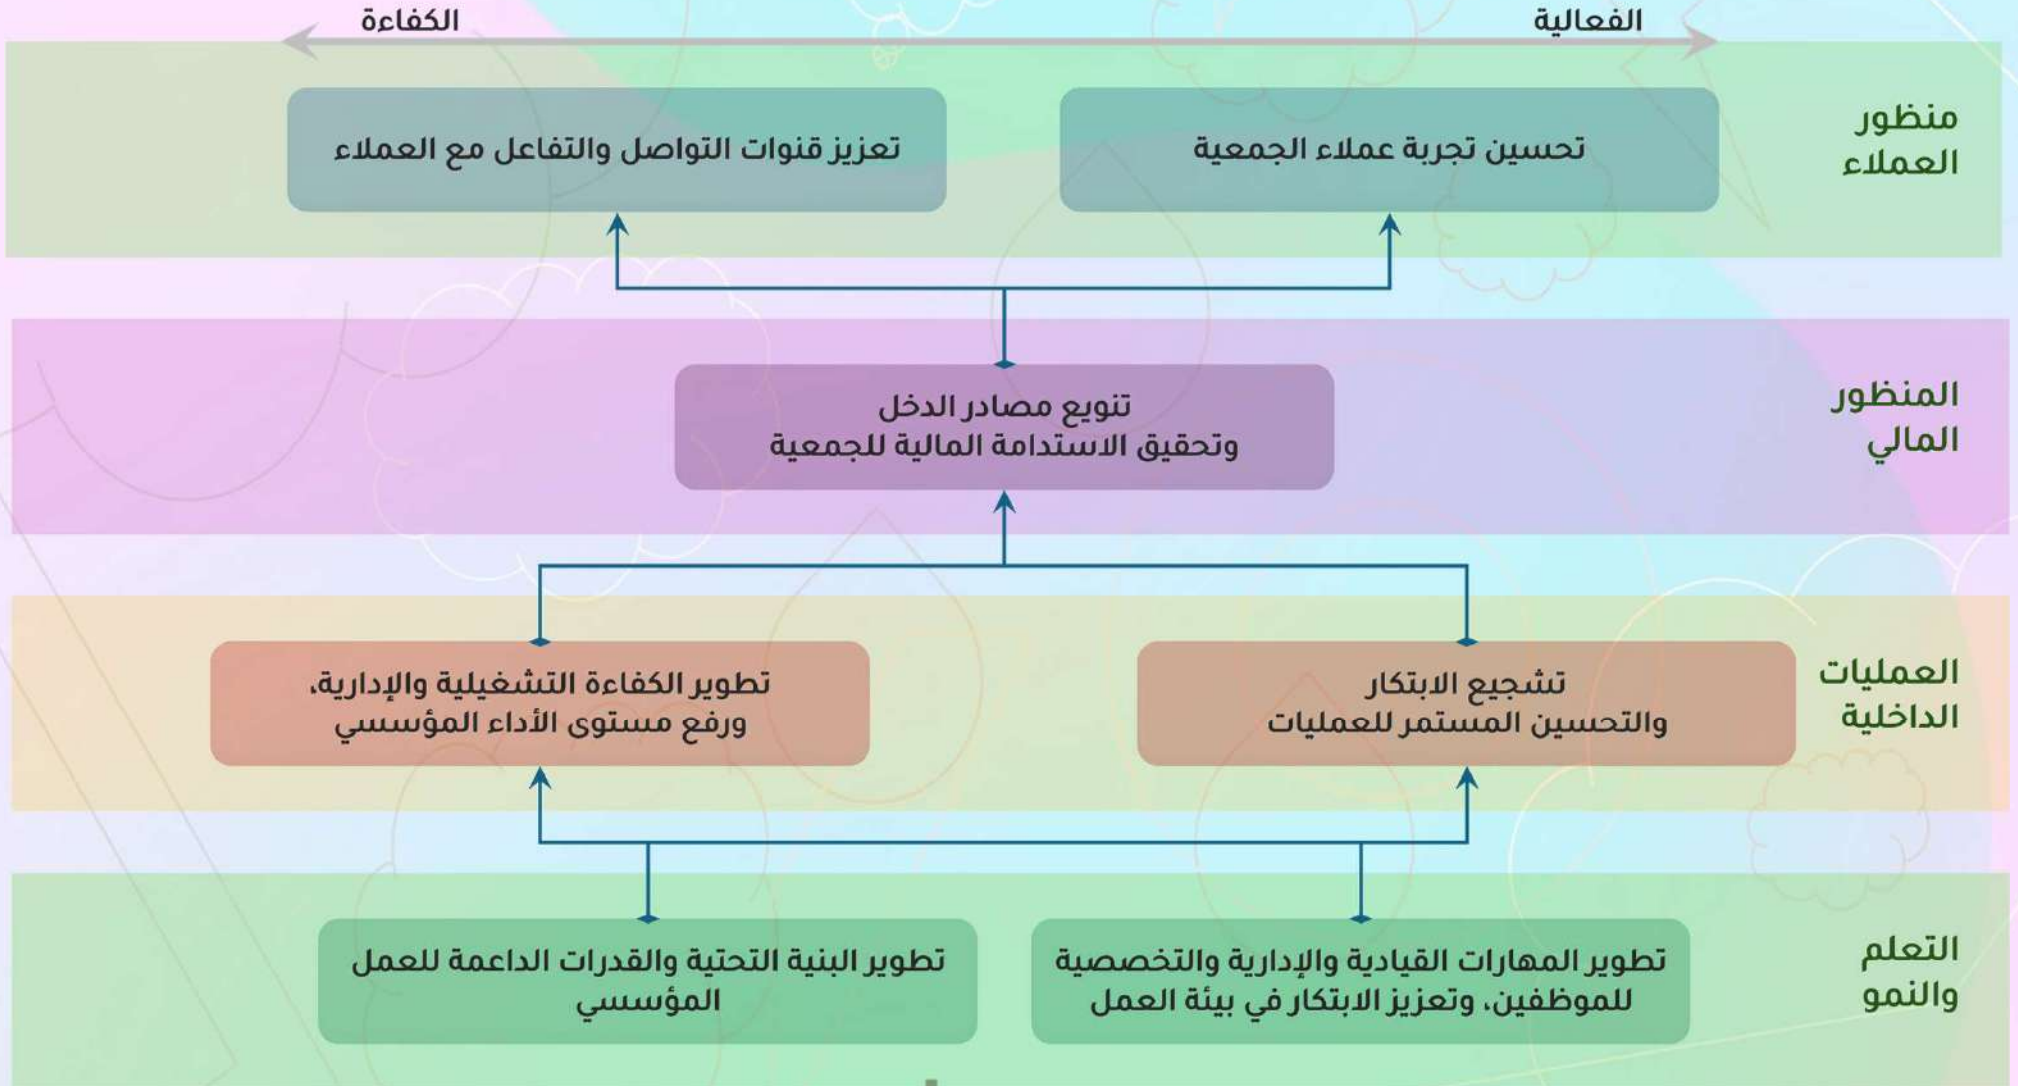 الفعالية
الكفاءة
منظور
العملاء
تحسين تجربة عملاء الجمعية
تعزيز قنوات التواصل والتفاعل مع العملاء
المنظور
المالي
تنويع مصادر الدخل
وتحقيق الاستدامة المالية للجمعية
العمليات
الداخلية
تشجيع الابتكار
والتحسين المستمر للعمليات
تطوير الكفاءة التشغيلية والإدارية،
ورفع مستوى الأداء المؤسسي
التعلم
والنمو
تطوير المهارات القيادية والإدارية والتخصصية
للموظفين، وتعزيز الابتكار في بيئة العمل
تطوير البنية التحتية والقدرات الداعمة للعمل
المؤسسي